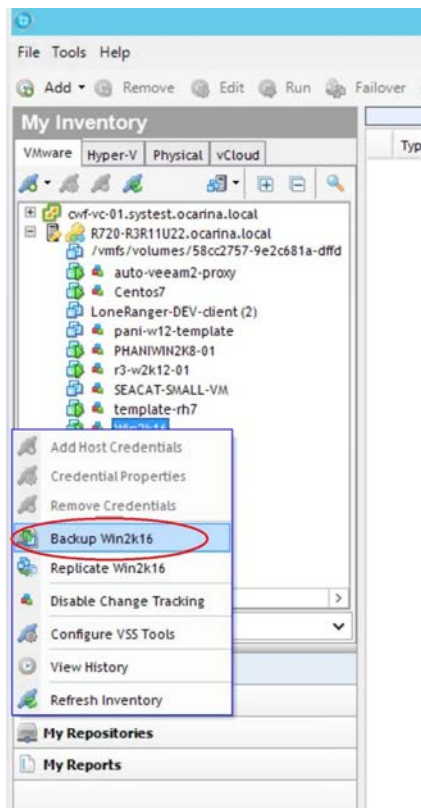 File Tools Help
Add Remove Edit Run Failover
My Inventory
VMware Hyper-V Physical vCloud
Typ
cwf-vc-01.systest.ocarina.local
R720-R3R11U22.ocarina.local
/vmfs/volumes/58cc2757-9e2c681a-dffd
auto-veeam2-proxy
Centos7
LoneRanger-DEV-client (2)
pani-w12-template
PHANIWIN2K8-01
r3-w2k12-01
SEACAT-SMALL-VM
template-rh7
Win2k16
Add Host Credentials
Credential Properties
Remove Credentials
Backup Win2k16
Replicate Win2k16
Disable Change Tracking
Configure VSS Tools
View History
Refresh Inventory
My Repositories
My Reports